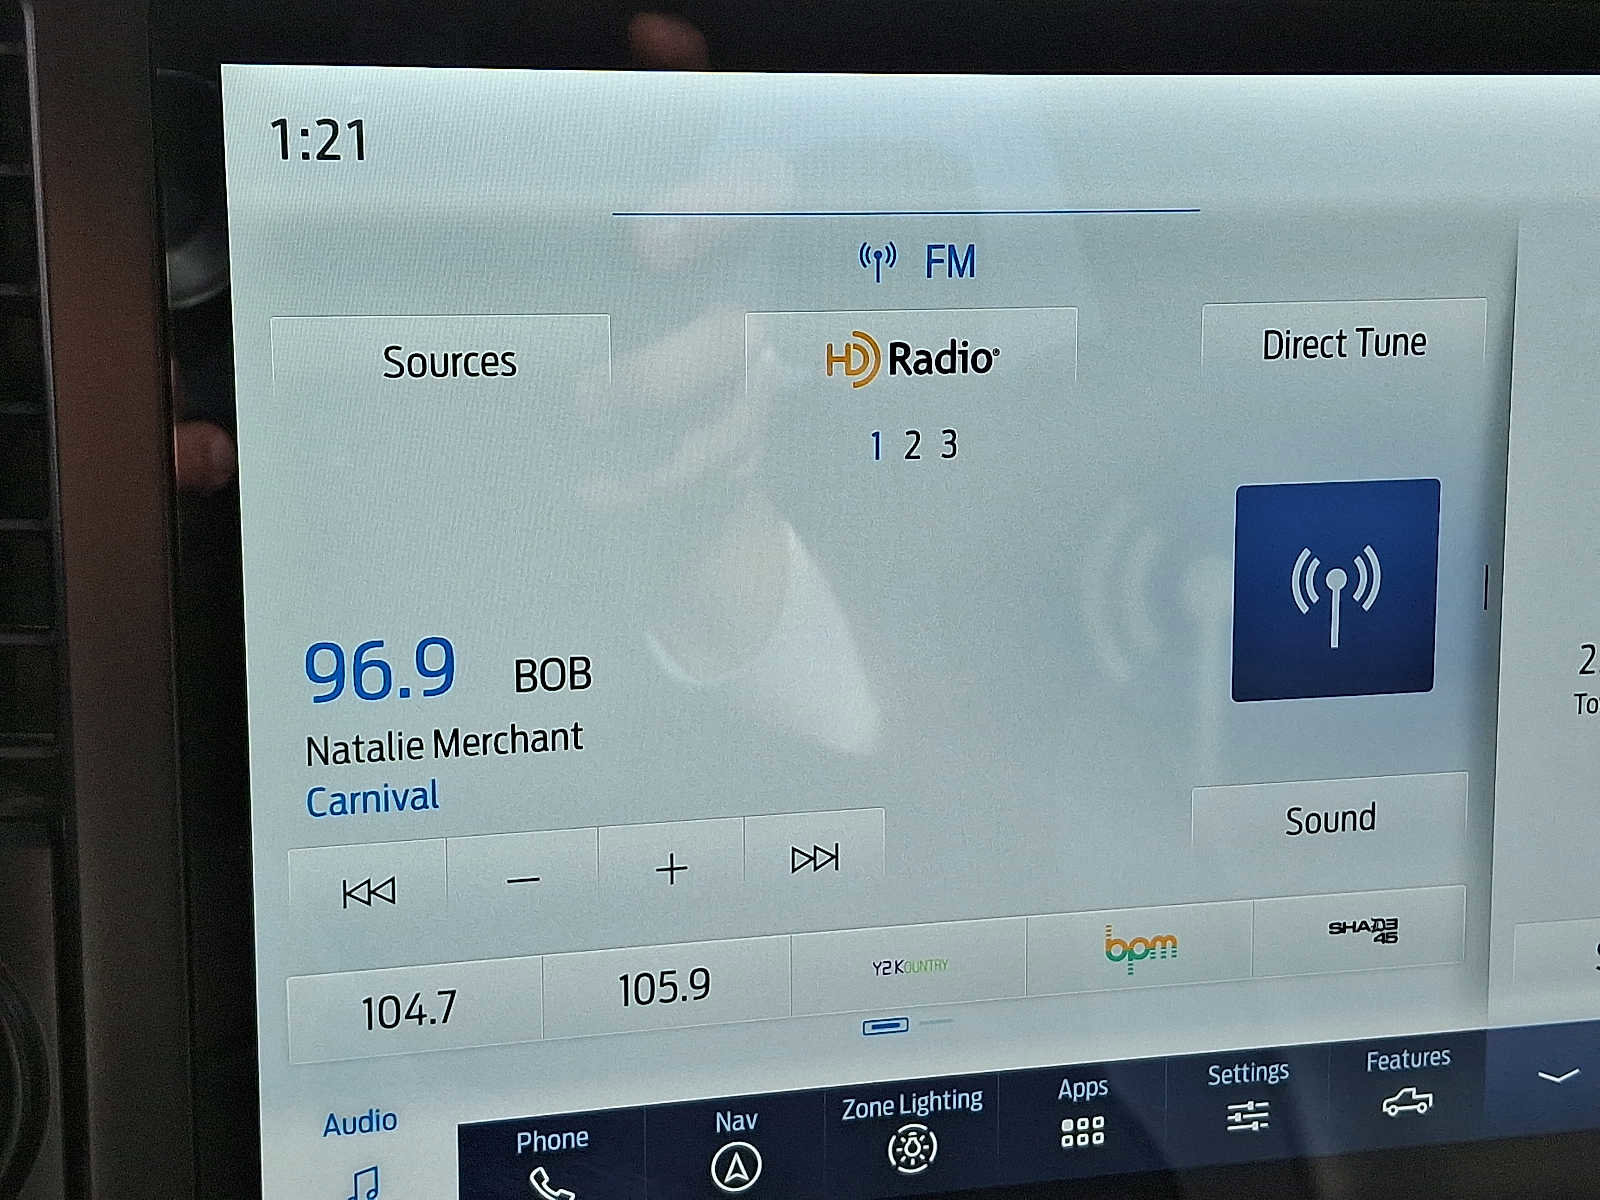 1:21
FM
Sources
HD Radio®
Direct Tune
1 2 3
96.9 BOB
Natalie Merchant
Carnival
Sound
104.7
105.9
Y2KOUNTRY
bpm
SHADE 45
Audio
Phone
Nav
Zone Lighting
Apps
Settings
Features